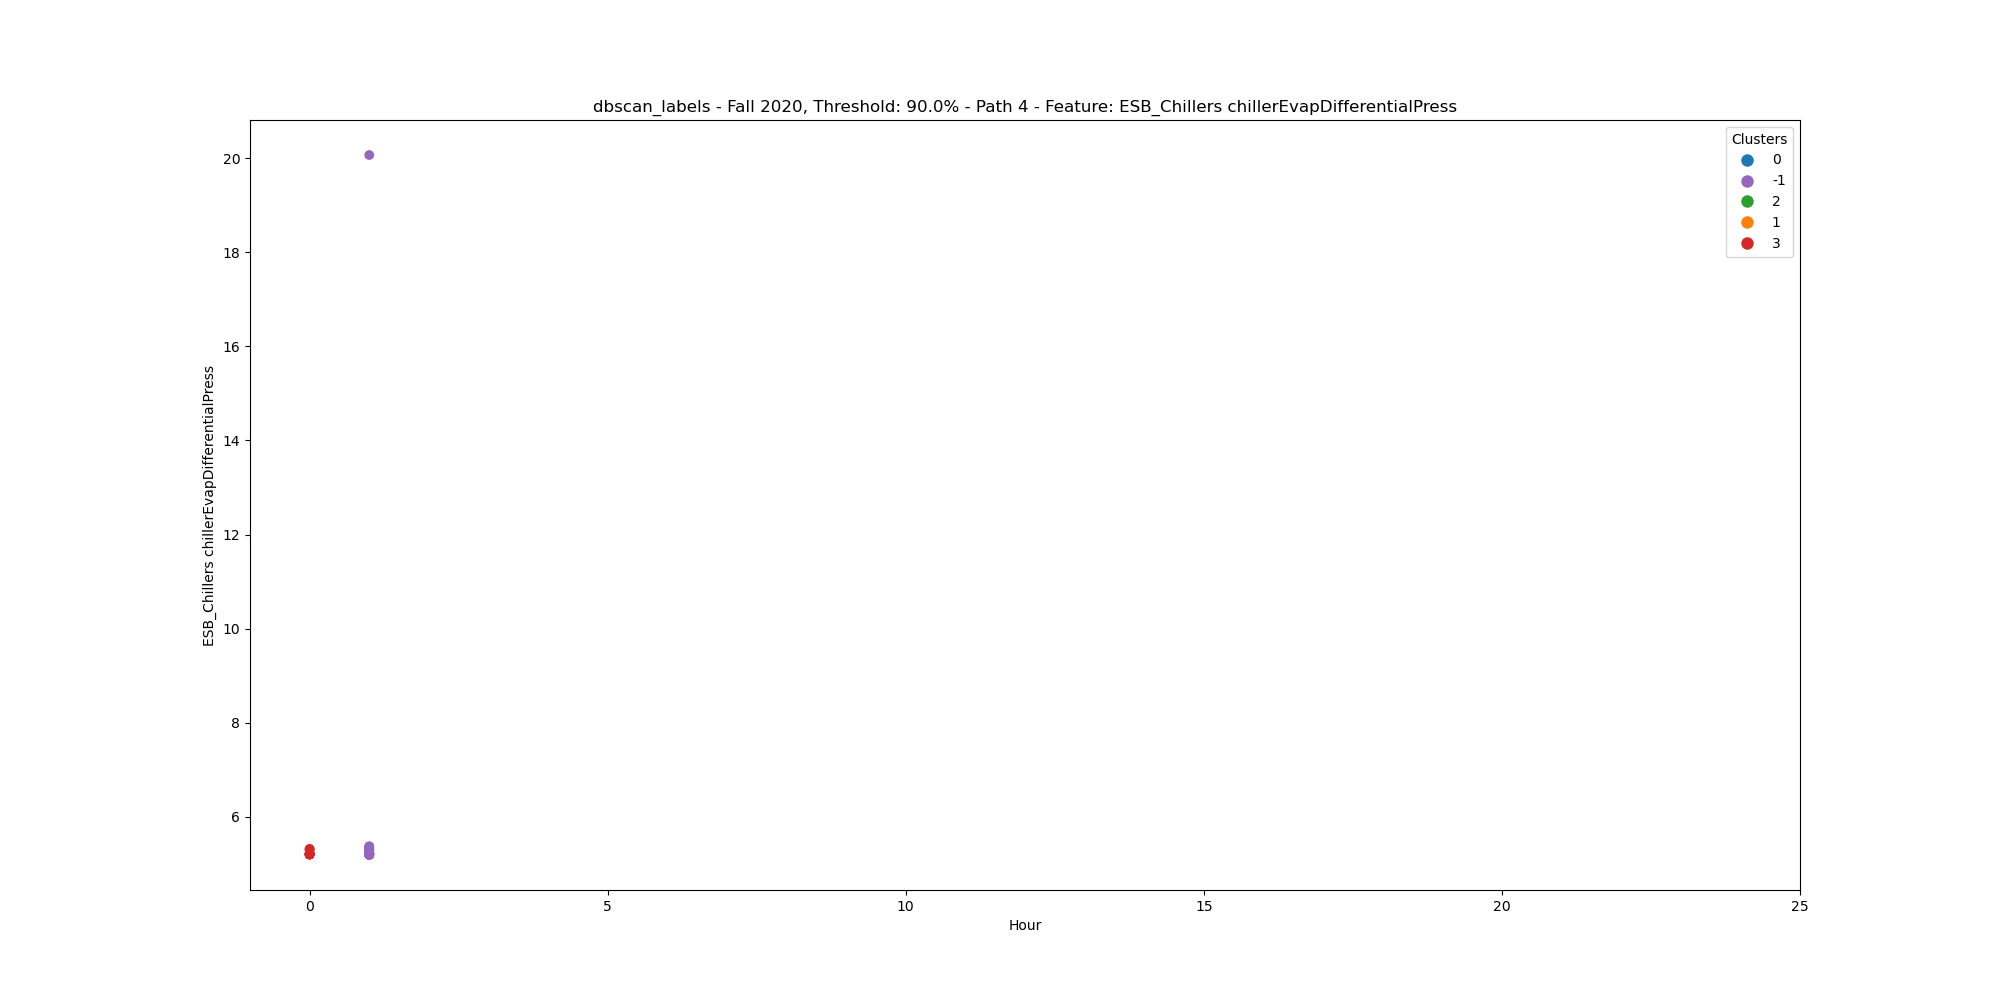 dbscan_labels - Fall 2020, Threshold: 90.0% - Path 4 - Feature: ESB_Chillers chillerEvapDifferentialPress
Clusters
0
-1
2
1
3
ESB_Chillers chillerEvapDifferentialPress
20
18
16
14
12
10
8
6
0 5 10 15 20 25
Hour